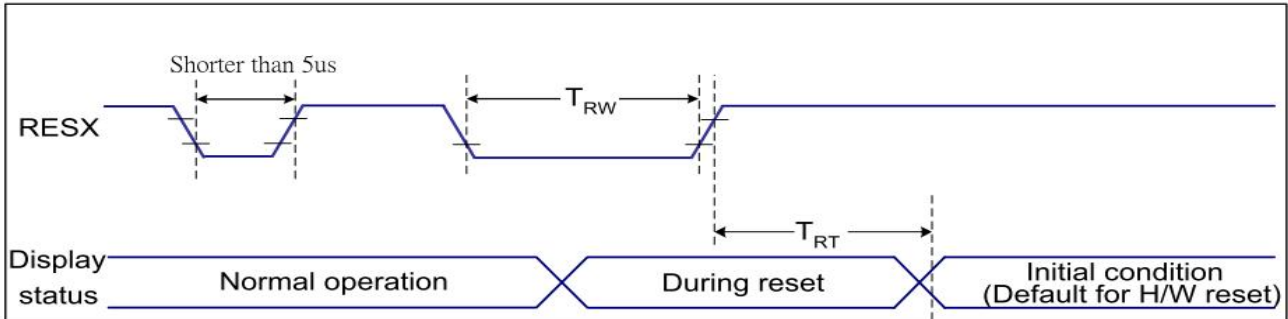 Shorter than 5us
RESX
TRW
TRT
Display
status
Normal operation
During reset
Initial condition
(Default for H/W reset)